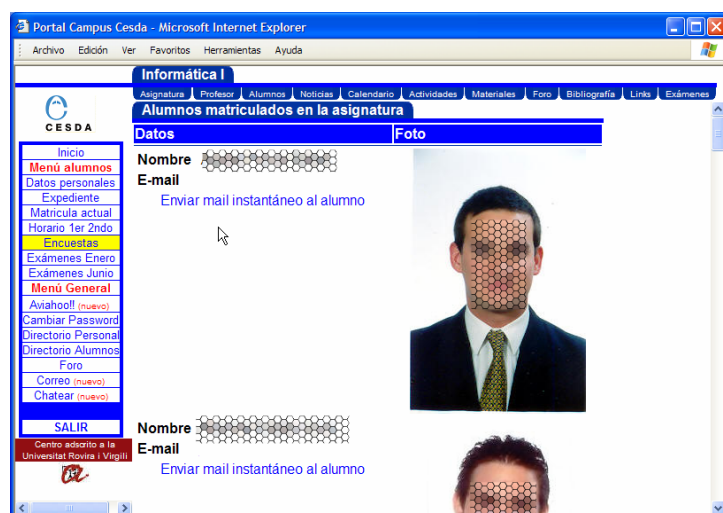 Portal Campus Cesda - Microsoft Internet Explorer
Archivo Edición Ver Favoritos Herramientas Ayuda
Informática I
Asignatura Profesor Alumnos Noticias Calendario Actividades Materiales Foro Bibliografía Links Exámenes
Alumnos matriculados en la asignatura
CESDA
Datos Foto
Inicio
Menú alumnos
Datos personales
Expediente
Matricula actual
Horario 1er 2ndo
Encuestas
Exámenes Enero
Exámenes Junio
Menú General
Aviahoo!! (nuevo)
Cambiar Password
Directorio Personal
Directorio Alumnos
Foro
Correo (nuevo)
Chatear (nuevo)
SALIR
Centro adscrito a la
Universitat Rovira i Virgili
Nombre
E-mail
Enviar mail instantáneo al alumno
Nombre
E-mail
Enviar mail instantáneo al alumno